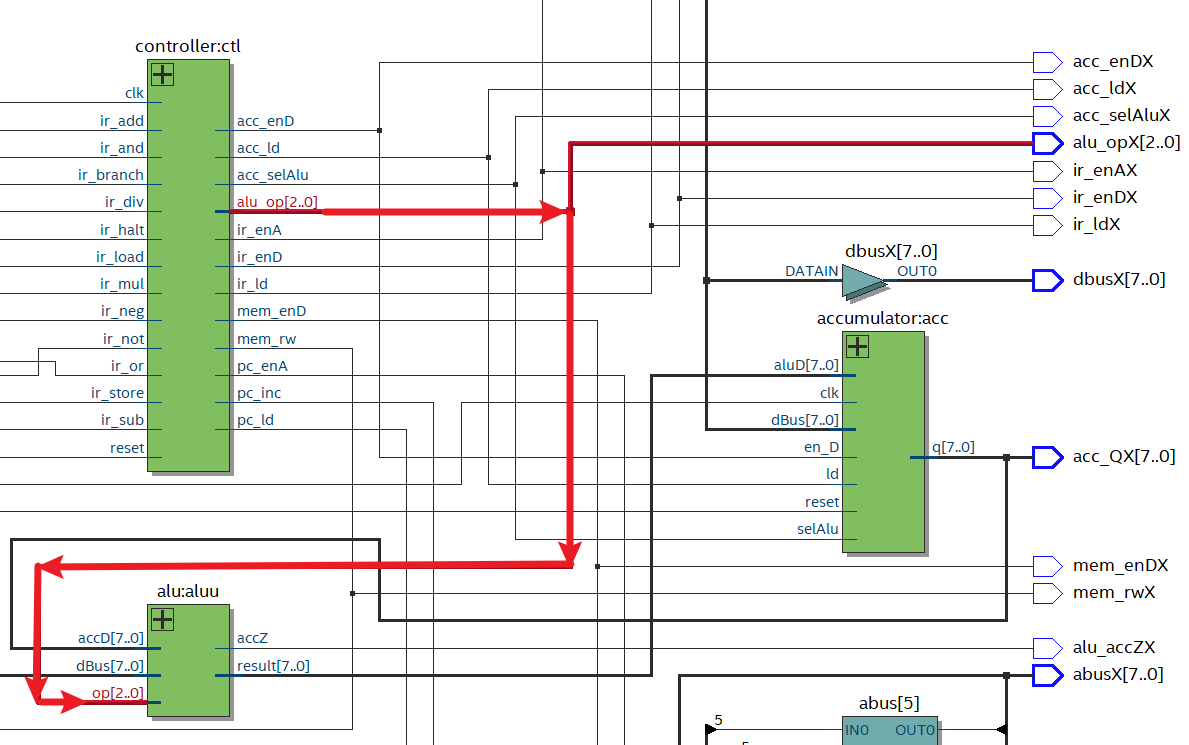 controller:ctl
clk
ir_add
ir_and
ir_branch
ir_div
ir_halt
ir_load
ir_mul
ir_neg
ir_not
ir_or
ir_store
ir_sub
reset
acc_enD
acc_ld
acc_selAlu
alu_op[2..0]
ir_enA
ir_enD
ir_ld
mem_enD
mem_rw
pc_enA
pc_inc
pc_ld
acc_enDX
acc_ldX
acc_selAluX
alu_opX[2..0]
ir_enAX
ir_enDX
ir_ldX
dbusX[7..0]
DATAIN
OUT0
dbusX[7..0]
accumulator:acc
aluD[7..0]
clk
dBus[7..0]
en_D
ld
reset
selAlu
q[7..0]
acc_QX[7..0]
mem_enDX
mem_rwX
alu:aluu
accD[7..0]
dBus[7..0]
op[2..0]
accZ
result[7..0]
alu_accZX
abusX[7..0]
abus[5]
5
IN0
OUT0